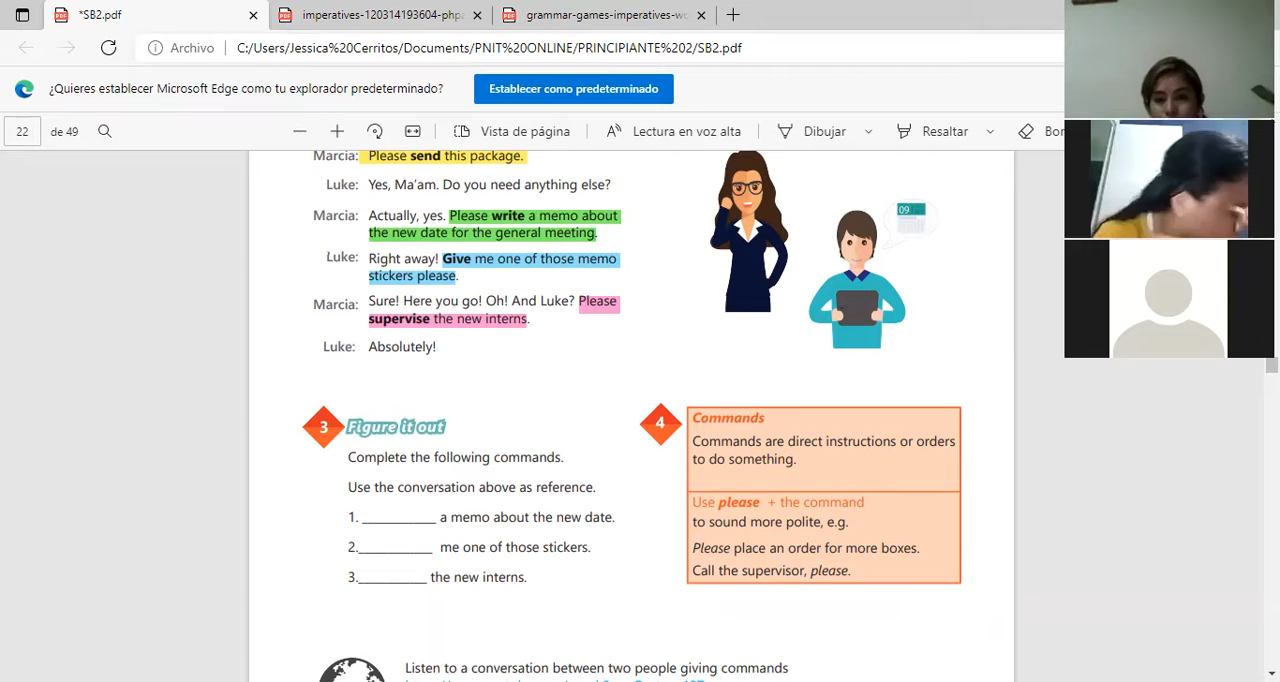 *SB2.pdf
imperatives-120314193604-php
grammar-games-imperatives-wo
Archivo
C:/Users/Jessica%20Cerritos/Documents/PNIT%20ONLINE/PRINCIPIANTE%202/SB2.pdf
¿Quieres establecer Microsoft Edge como tu explorador predeterminado?
Establecer como predeterminado
22
de 49
Vista de página
Lectura en voz alta
Dibujar
Resaltar
Bor
Marcia: Please send this package.
Luke: Yes, Ma'am. Do you need anything else?
Marcia: Actually, yes. Please write a memo about
the new date for the general meeting.
Luke: Right away! Give me one of those memo
stickers please.
Marcia: Sure! Here you go! Oh! And Luke? Please
supervise the new interns.
Luke: Absolutely!
09
3 Figure it out
Complete the following commands.
Use the conversation above as reference.
1. ___________ a memo about the new date.
2.___________ me one of those stickers.
3.__________ the new interns.
4
Commands
Commands are direct instructions or orders
to do something.
Use please + the command
to sound more polite, e.g.
Please place an order for more boxes.
Call the supervisor, please.
Listen to a conversation between two people giving commands